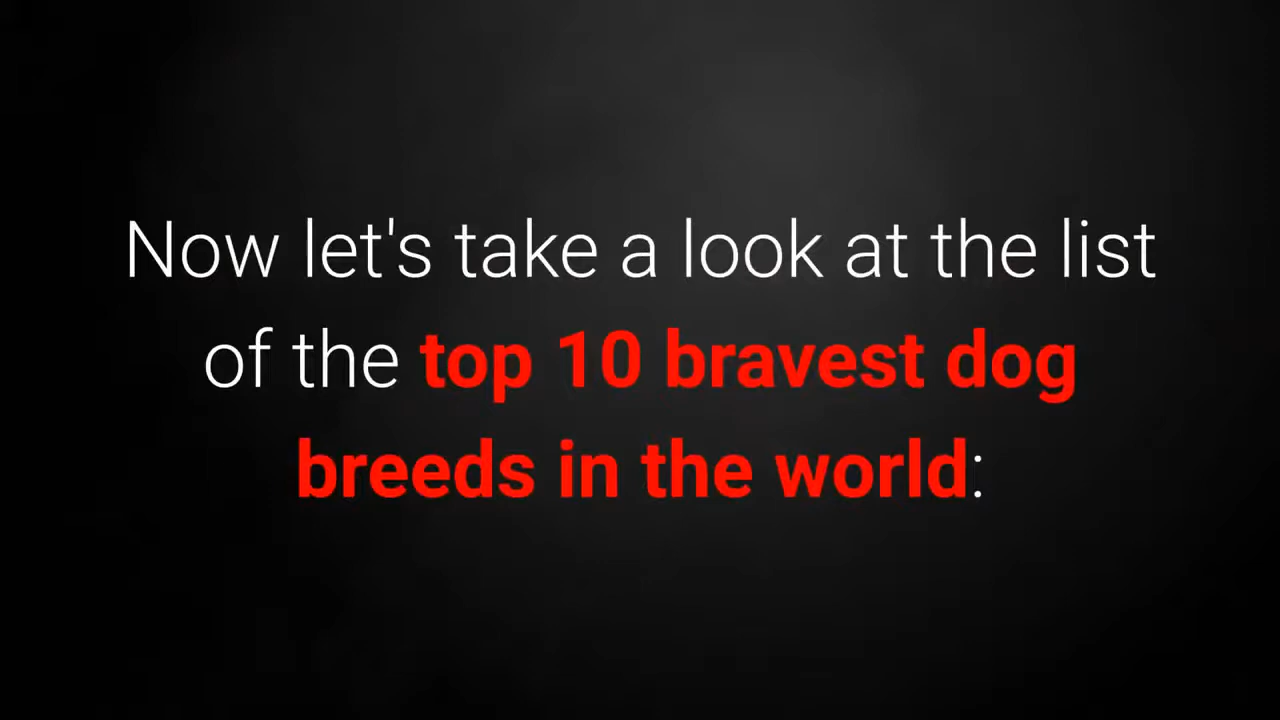 Now let's take a look at the list
of the top 10 bravest dog
breeds in the world: